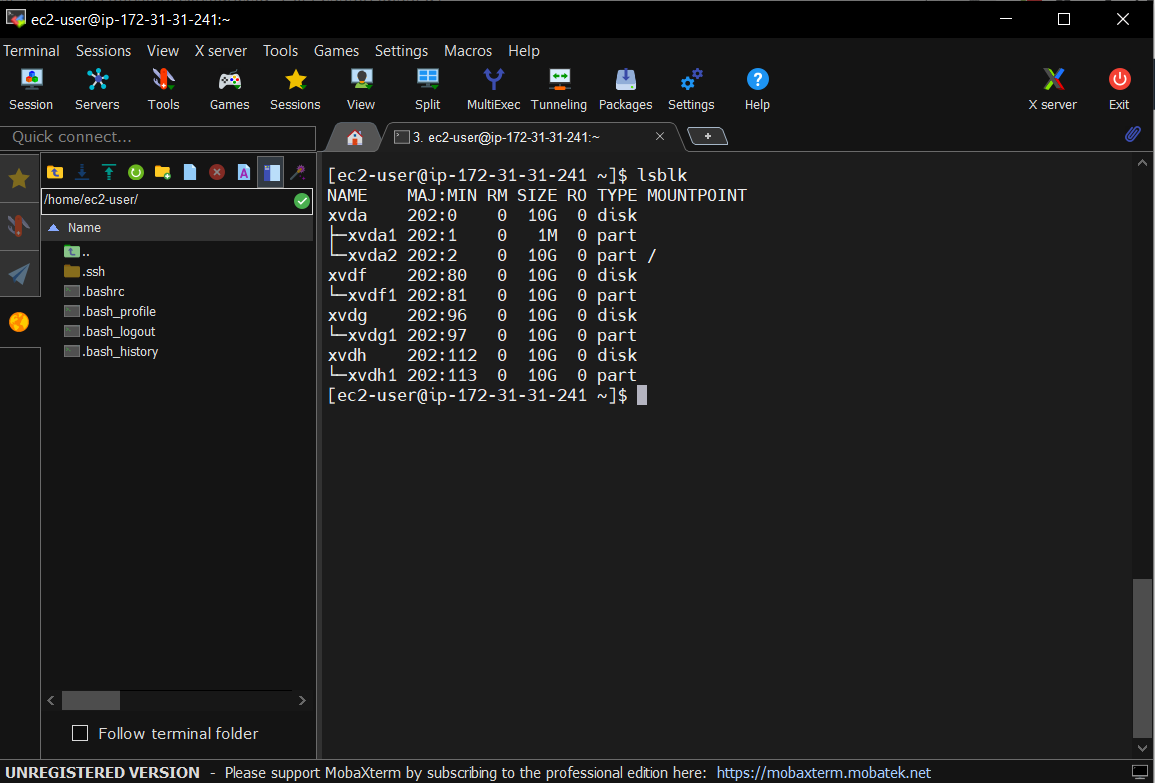 ec2-user@ip-172-31-31-241:~
Terminal Sessions View X server Tools Games Settings Macros Help
Session Servers Tools Games Sessions View Split MultiExec Tunneling Packages Settings Help X server Exit
Quick connect...
3. ec2-user@ip-172-31-31-241:~
/home/ec2-user/
Name
..
.ssh
.bashrc
.bash_profile
.bash_logout
.bash_history
Follow terminal folder
[ec2-user@ip-172-31-31-241 ~]$ lsblk
NAME    MAJ:MIN RM SIZE RO TYPE MOUNTPOINT
xvda    202:0    0  10G  0 disk
├─xvda1 202:1    0   1M  0 part
└─xvda2 202:2    0  10G  0 part /
xvdf    202:80   0  10G  0 disk
└─xvdf1 202:81   0  10G  0 part
xvdg    202:96   0  10G  0 disk
└─xvdg1 202:97   0  10G  0 part
xvdh    202:112  0  10G  0 disk
└─xvdh1 202:113  0  10G  0 part
[ec2-user@ip-172-31-31-241 ~]$
UNREGISTERED VERSION - Please support MobaXterm by subscribing to the professional edition here: https://mobaxterm.mobatek.net